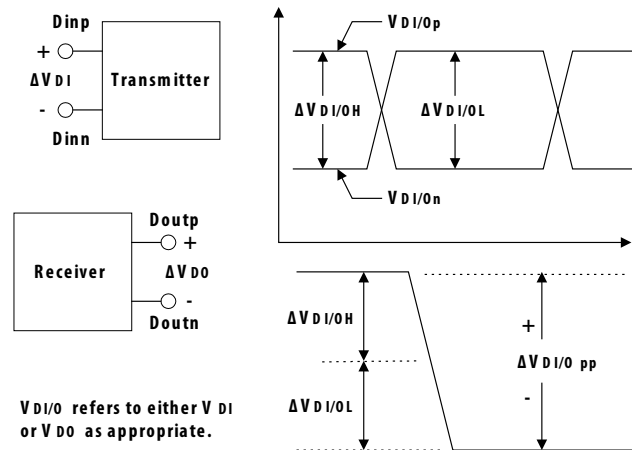 Dinp
+
ΔV DI
-
Dinn
Transmitter
V DI/Op
ΔV DI/OH
ΔV DI/OL
V DI/On
Doutp
+
Receiver
ΔV DO
-
Doutn
ΔV DI/OH
ΔV DI/OL
+
ΔV DI/O pp
-
V DI/O refers to either V DI
or V DO as appropriate.